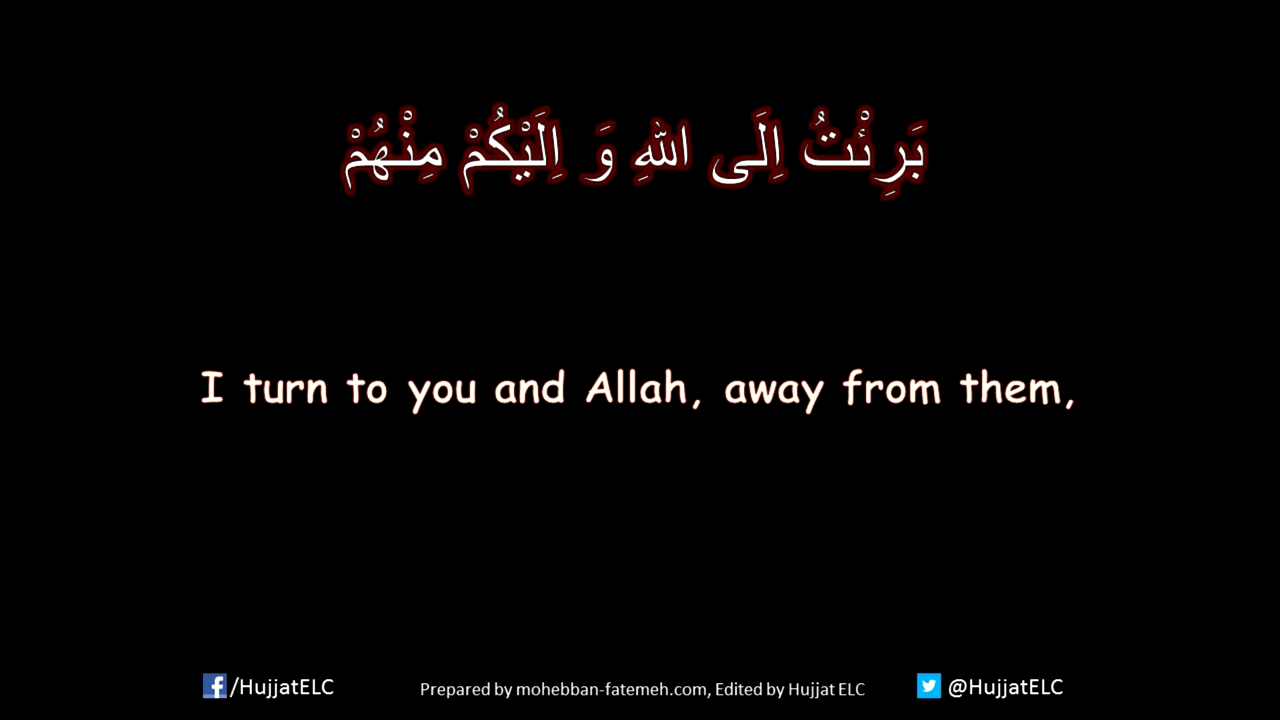 بَرِئْتُ اِلَى اللهِ وَ اِلَيْكُمْ مِنْهُمْ
I turn to you and Allah, away from them,
/HujjatELC Prepared by mohebban-fatemeh.com, Edited by Hujjat ELC @HujjatELC